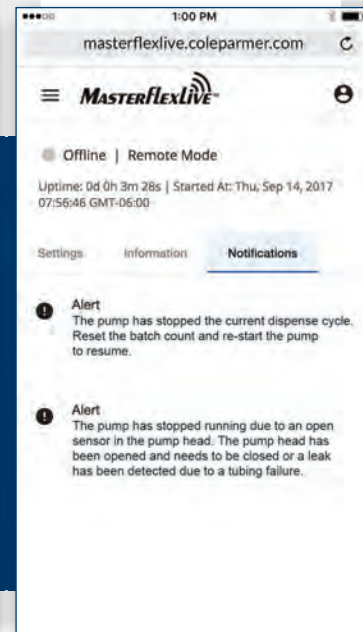 1:00 PM
masterflexlive.coleparmer.com
MASTERFLEXLIVE™
Offline | Remote Mode
Uptime: 0d 0h 3m 28s | Started At: Thu, Sep 14, 2017
07:56:46 GMT-06:00
Settings Information Notifications
Alert
The pump has stopped the current dispense cycle.
Reset the batch count and re-start the pump
to resume.
Alert
The pump has stopped running due to an open
sensor in the pump head. The pump head has
been opened and needs to be closed or a leak
has been detected due to a tubing failure.